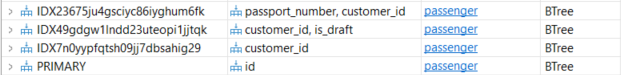 IDX23675ju4gsciyc86iyghum6fk passport_number, customer_id passenger BTree
IDX49gdgw1lndd23uteopi1jjtqk customer_id, is_draft passenger BTree
IDX7n0yypfqtsh09jj7dbsahig29 customer_id passenger BTree
PRIMARY id passenger BTree